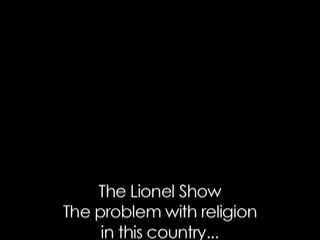 The Lionel Show
The problem with religion
in this country...